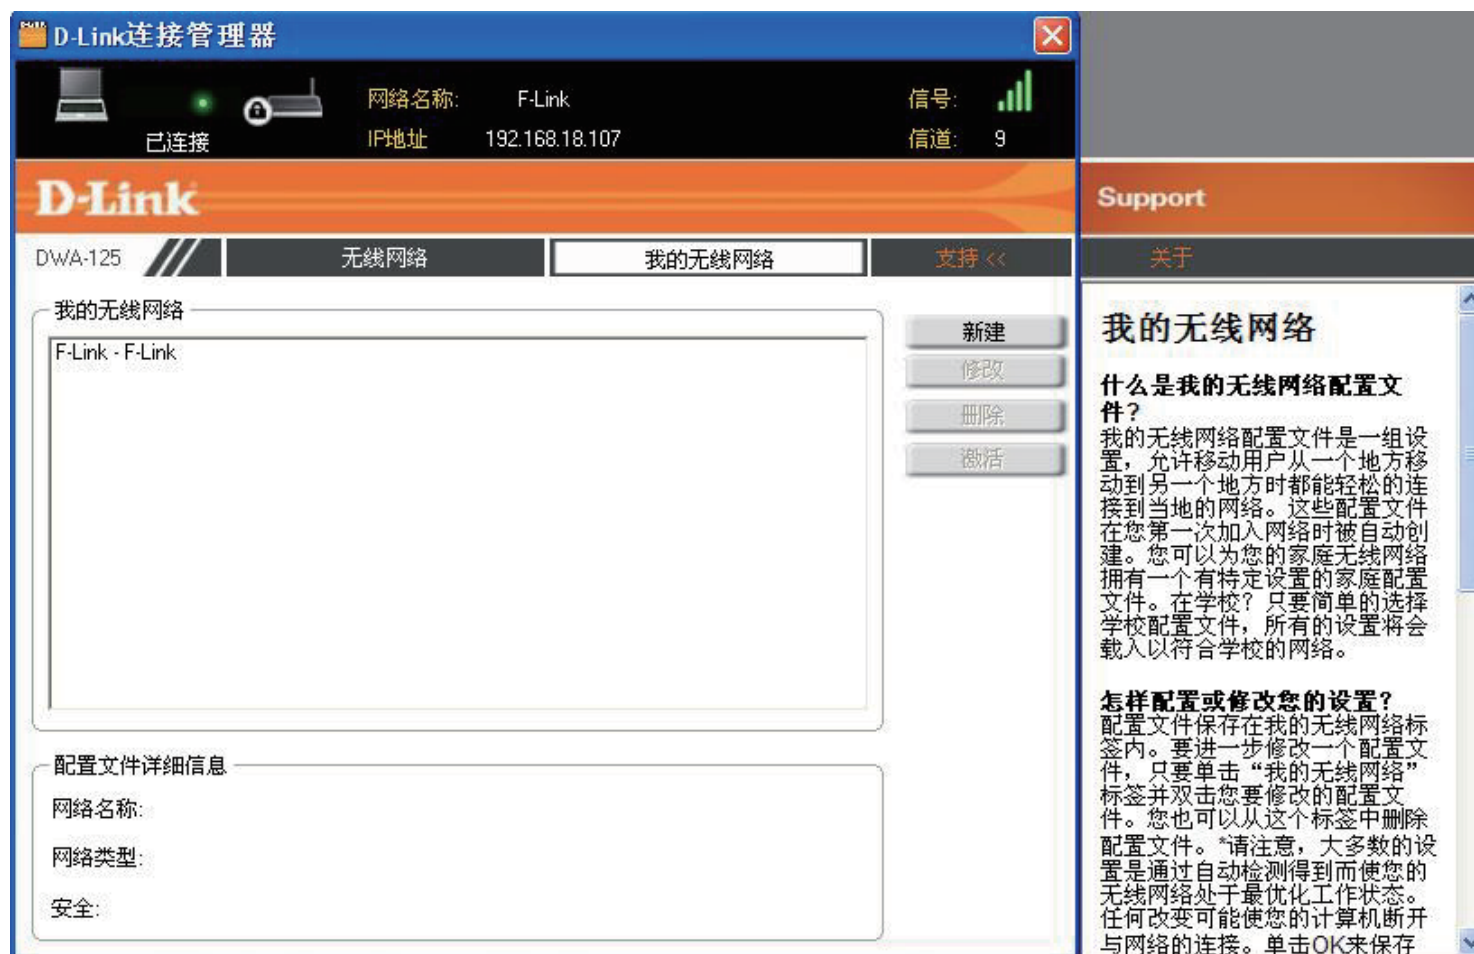 D-Link连接管理器
网络名称: F-Link 信号:
已连接 IP地址 192.168.18.107 信道: 9
D-Link
Support
DWA-125 无线网络 我的无线网络 支持 << 关于
我的无线网络
F-Link - F-Link
新建
修改
删除
激活
配置文件详细信息
网络名称:
网络类型:
安全:
我的无线网络
什么是我的无线网络配置文
件?
我的无线网络配置文件是一组设
置，允许移动用户从一个地方移
动到另一个地方时都能轻松的连
接到当地的网络。这些配置文件
在您第一次加入网络时被自动创
建。您可以为您的家庭无线网络
拥有一个有特定设置的家庭配置
文件。在学校？只要简单的选择
学校配置文件，所有的设置将会
载入以符合学校的网络。
怎样配置或修改您的设置?
配置文件保存在我的无线网络标
签内。要进一步修改一个配置文
件，只要单击“我的无线网络”
标签并双击您要修改的配置文
件。您也可以从这个标签中删除
配置文件。*请注意，大多数的设
置是通过自动检测得到而使您的
无线网络处于最优化工作状态。
任何改变可能使您的计算机断开
与网络的连接。单击OK来保存